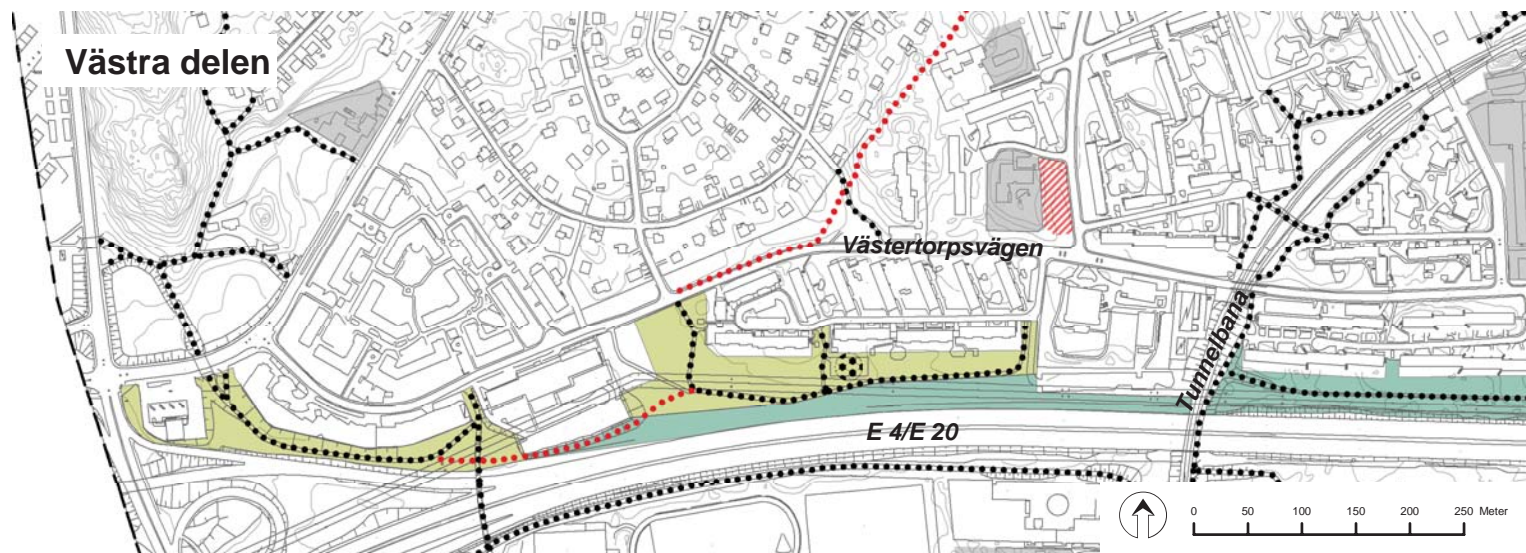 Västra delen
Västertorpsvägen
Tunnelbana
E 4/E 20
0 50 100 150 200 250 Meter